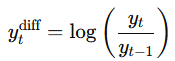 y_t^{diff} = log ( y_t / y_{t−1} )